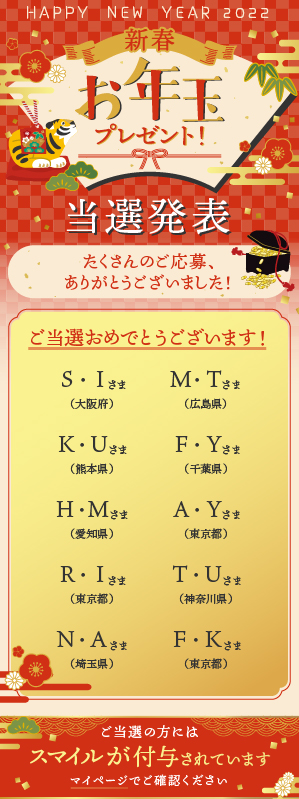 HAPPY NEW YEAR 2022
新春
お年玉
プレゼント!
当選発表
たくさんのご応募、
ありがとうございました!
ご当選おめでとうございます!
S・Iさま M・Tさま
(大阪府) (広島県)
K・Uさま F・Yさま
(熊本県) (千葉県)
H・Mさま A・Yさま
(愛知県) (東京都)
R・Iさま T・Uさま
(東京都) (神奈川県)
N・Aさま F・Kさま
(埼玉県) (東京都)
ご当選の方には
スマイルが付与されています
マイページでご確認ください